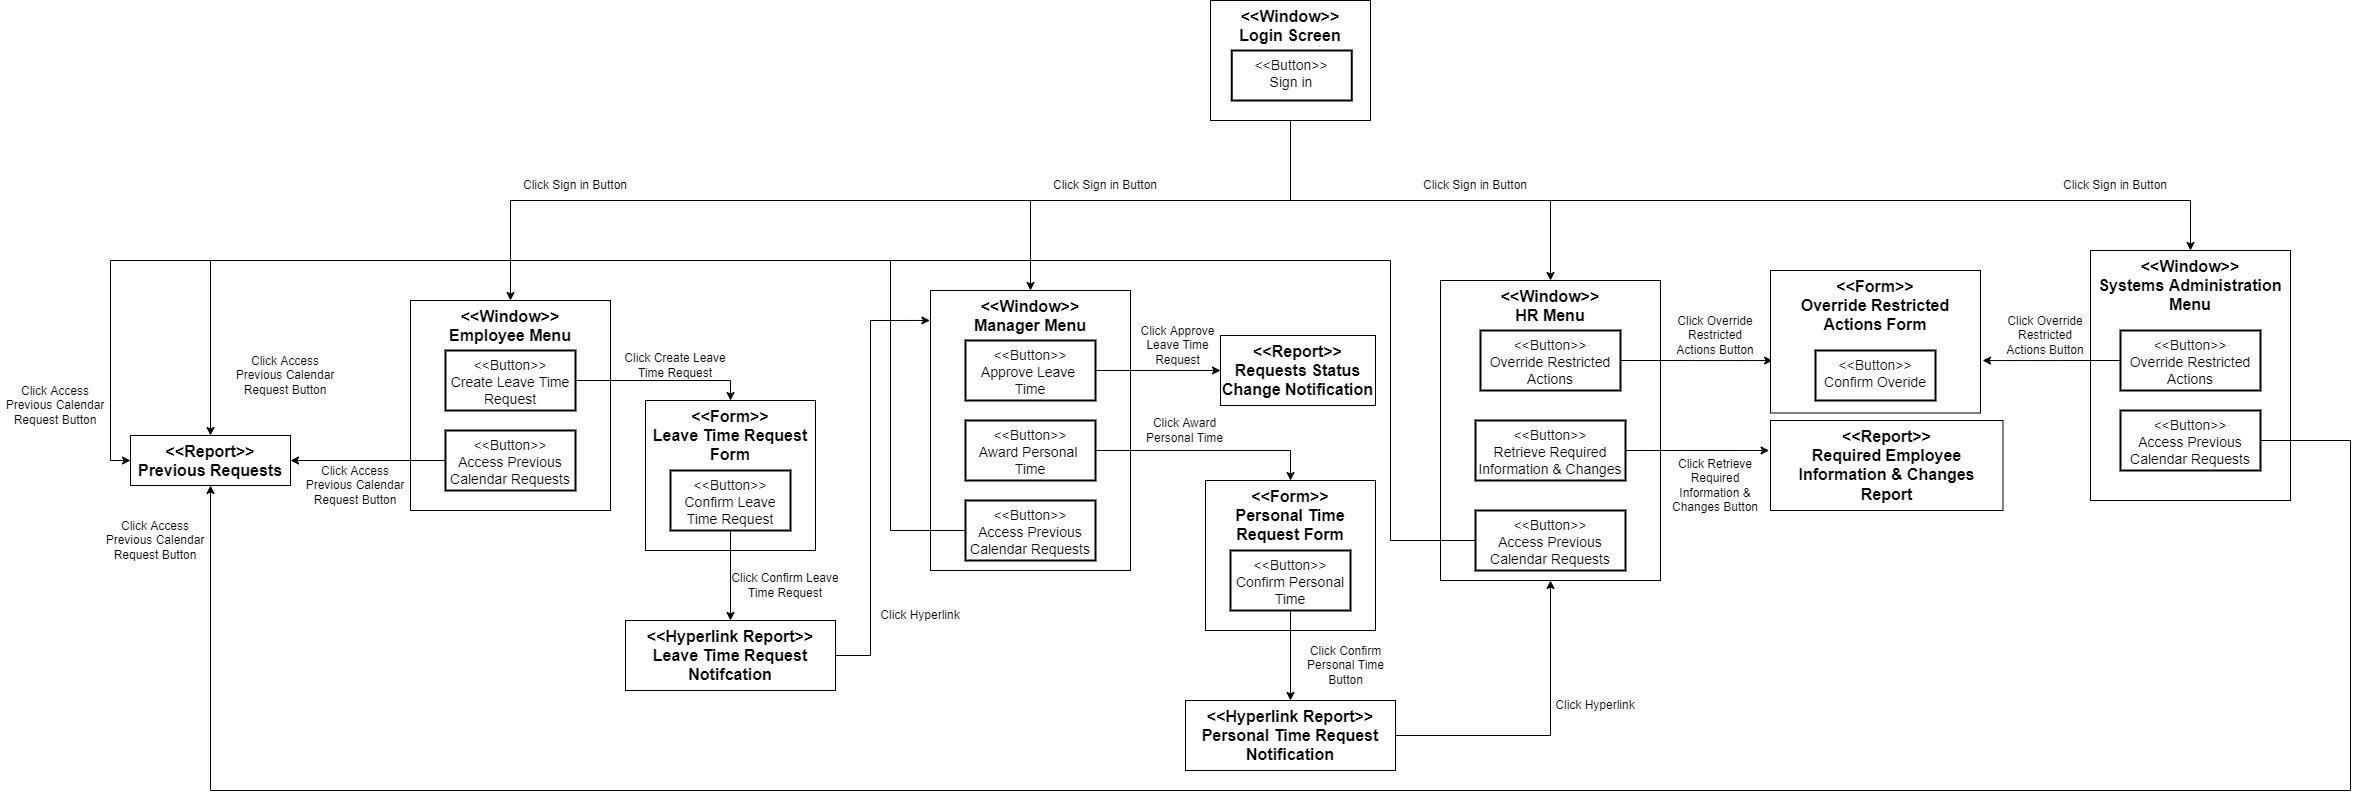 <<Window>>
Login Screen
<<Button>>
Sign in
Click Sign in Button
Click Sign in Button
Click Sign in Button
Click Sign in Button
Click Access
Previous Calendar
Request Button
Click Access
Previous Calendar
Request Button
<<Report>>
Previous Requests
Click Access
Previous Calendar
Request Button
Click Access
Previous Calendar
Request Button
<<Window>>
Employee Menu
<<Button>>
Create Leave Time
Request
<<Button>>
Access Previous
Calendar Requests
Click Create Leave
Time Request
<<Form>>
Leave Time Request
Form
<<Button>>
Confirm Leave
Time Request
Click Confirm Leave
Time Request
<<Hyperlink Report>>
Leave Time Request
Notifcation
Click Hyperlink
<<Window>>
Manager Menu
<<Button>>
Approve Leave
Time
<<Button>>
Award Personal
Time
<<Button>>
Access Previous
Calendar Requests
Click Approve
Leave Time
Request
<<Report>>
Requests Status
Change Notification
Click Award
Personal Time
<<Form>>
Personal Time
Request Form
<<Button>>
Confirm Personal
Time
Click Confirm
Personal Time
Button
<<Hyperlink Report>>
Personal Time Request
Notification
Click Hyperlink
<<Window>>
HR Menu
<<Button>>
Override Restricted
Actions
<<Button>>
Retrieve Required
Information & Changes
<<Button>>
Access Previous
Calendar Requests
Click Override
Restricted
Actions Button
Click Retrieve
Required
Information &
Changes Button
<<Form>>
Override Restricted
Actions Form
<<Button>>
Confirm Overide
<<Report>>
Required Employee
Information & Changes
Report
Click Override
Restricted
Actions Button
<<Window>>
Systems Administration
Menu
<<Button>>
Override Restricted
Actions
<<Button>>
Access Previous
Calendar Requests